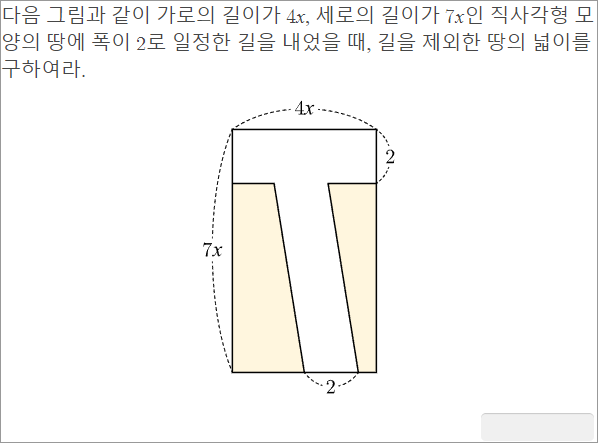 다음 그림과 같이 가로의 길이가 4x, 세로의 길이가 7x인 직사각형 모
양의 땅에 폭이 2로 일정한 길을 내었을 때, 길을 제외한 땅의 넓이를
구하여라.
4x
2
7x
2